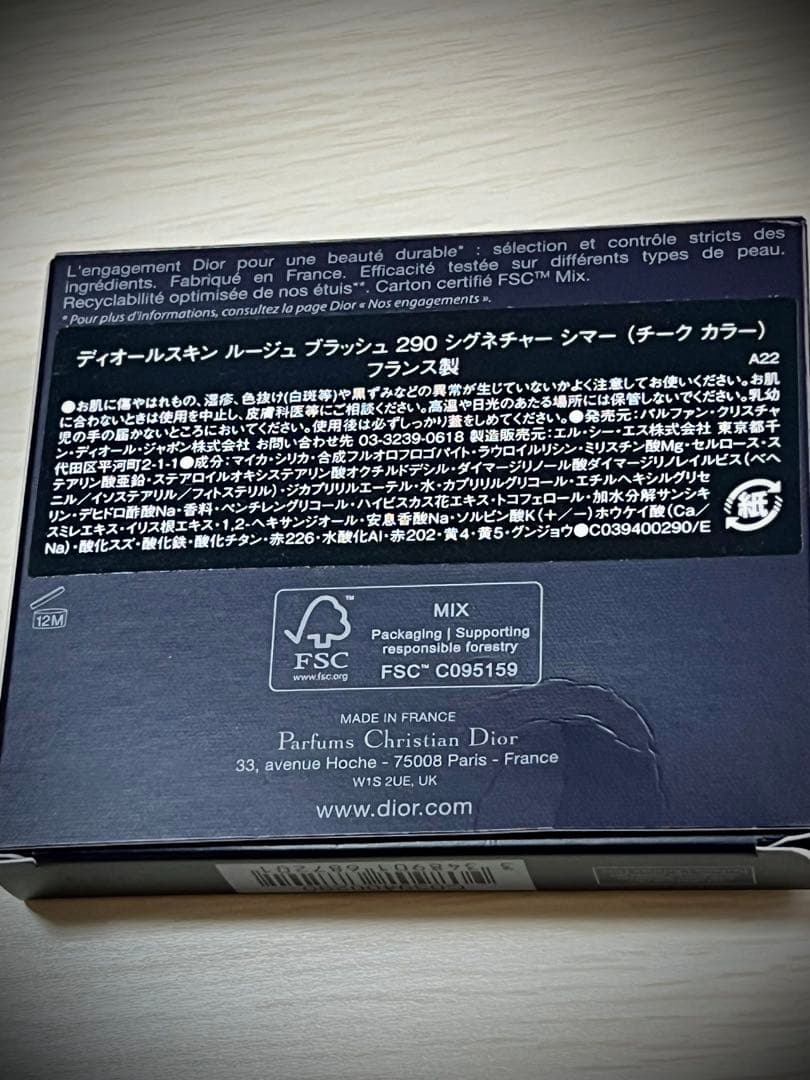 L'engagement Dior pour une beauté durable* : sélection et contrôle stricts des
ingrédients. Fabriqué en France. Efficacité testée sur différents types de peau.
Recyclabilité optimisée de nos étuis**. Carton certifié FSC™ Mix.
*Pour plus d'informations, consultez la page Dior « Nos engagements ».
ディオールスキン ルージュ ブラッシュ 290 シグネチャー シマー（チーク カラー）
フランス製
A22
●お肌に傷やはれもの、湿疹、色抜け(白斑等)や黒ずみなどの異常が生じていないかよく注意してお使いください。お肌
に合わないときは使用を中止し、皮膚科医等にご相談ください。高温や日光のあたる場所には保管しないでください。乳幼
児の手の届かないところにおいてください。使用後は必ずしっかり蓋をしめてください。●発売元：パルファン・クリスチャ
ン・ディオール・ジャポン株式会社 お問い合わせ先 03-3239-0618 製造販売元：エル・シー・エス株式会社 東京都千
代田区平河町2-1-1●成分：マイカ・シリカ・合成フルオロフロゴパイト・ラウロイルリシン・ミリスチン酸Mg・セルロース・ス
テアリン酸亜鉛・ステアロイルオキシステアリン酸オクチルドデシル・ダイマージリノール酸ダイマージリノレイルビス（ベヘ
ニル／イソステアリル／フィトステリル）・ジカプリリルエーテル・水・カプリリルグリコール・エチルヘキシルグリセ
リン・デヒドロ酢酸Na・香料・ペンチレングリコール・ハイビスカス花エキス・トコフェロール・加水分解サンシキ
スミレエキス・イリス根エキス・1,2-ヘキサンジオール・安息香酸Na・ソルビン酸K（＋／－）ホウケイ酸（Ca／
Na）・酸化スズ・酸化鉄・酸化チタン・赤226・水酸化Al・赤202・黄4・黄5・グンジョウ●C039400290/E
紙
12M
FSC™
www.fsc.org
MIX
Packaging | Supporting
responsible forestry
FSC™ C095159
MADE IN FRANCE
Parfums Christian Dior
33, avenue Hoche - 75008 Paris - France
W1S 2UE, UK
www.dior.com